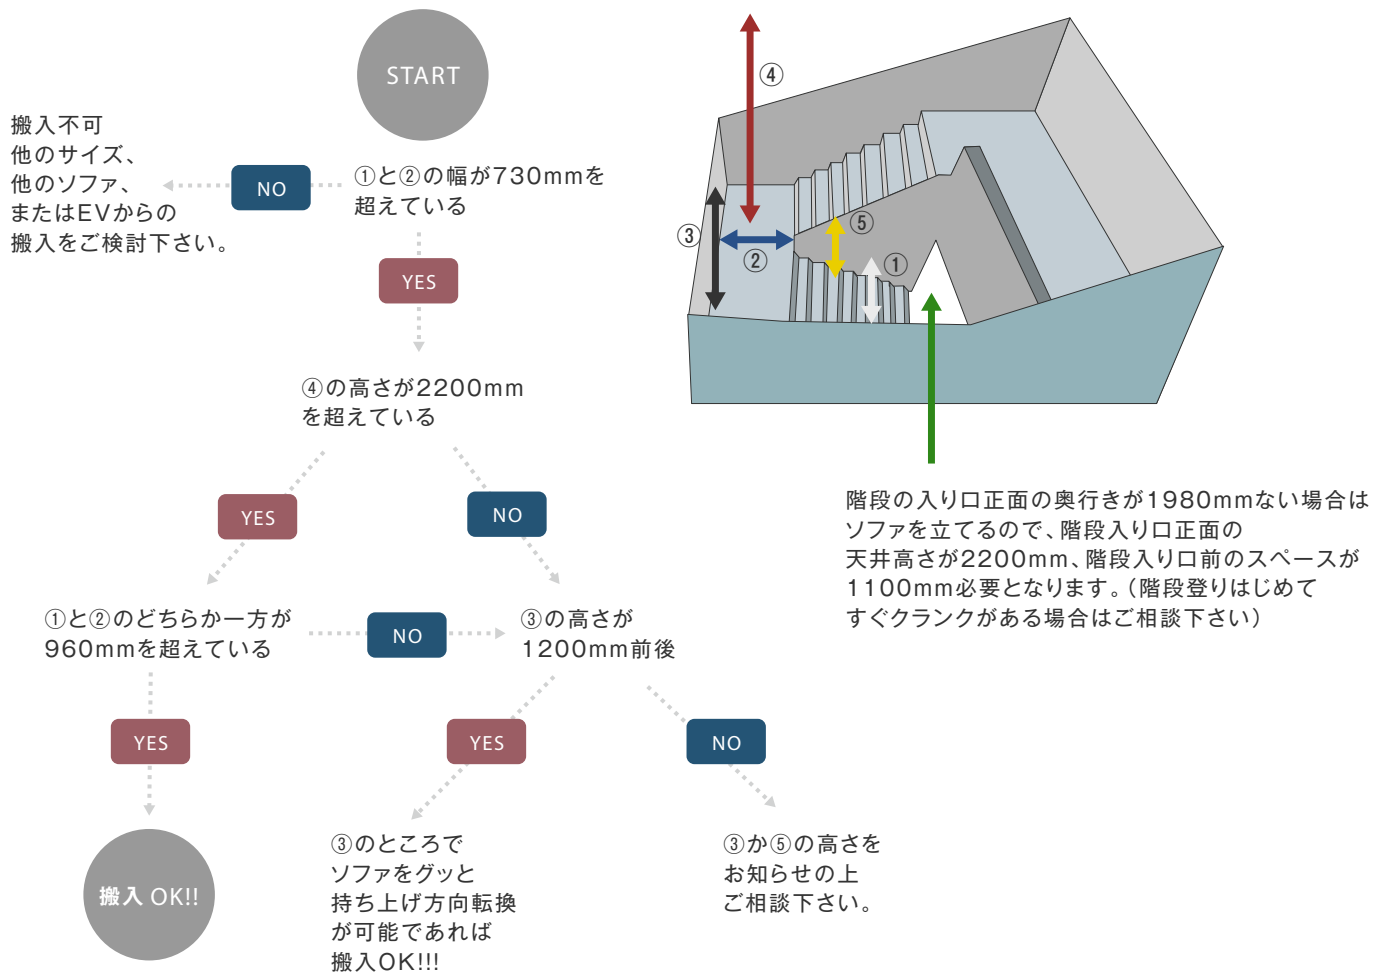 START
搬入不可
他のサイズ、
他のソファ、
またはEVからの
搬入をご検討下さい。
NO
①と②の幅が730mmを
超えている
YES
④の高さが2200mm
を超えている
YES
NO
①と②のどちらか一方が
960mmを超えている
NO
③の高さが
1200mm前後
YES
YES
NO
搬入 OK!!
③のところで
ソファをグッと
持ち上げ方向転換
が可能であれば
搬入OK!!!
③か⑤の高さを
お知らせの上
ご相談下さい。
④
③
⑤
②
①
階段の入り口正面の奥行きが1980mmない場合は
ソファを立てるので、階段入り口正面の
天井高さが2200mm、階段入り口前のスペースが
1100mm必要となります。（階段登りはじめて
すぐクランクがある場合はご相談下さい）